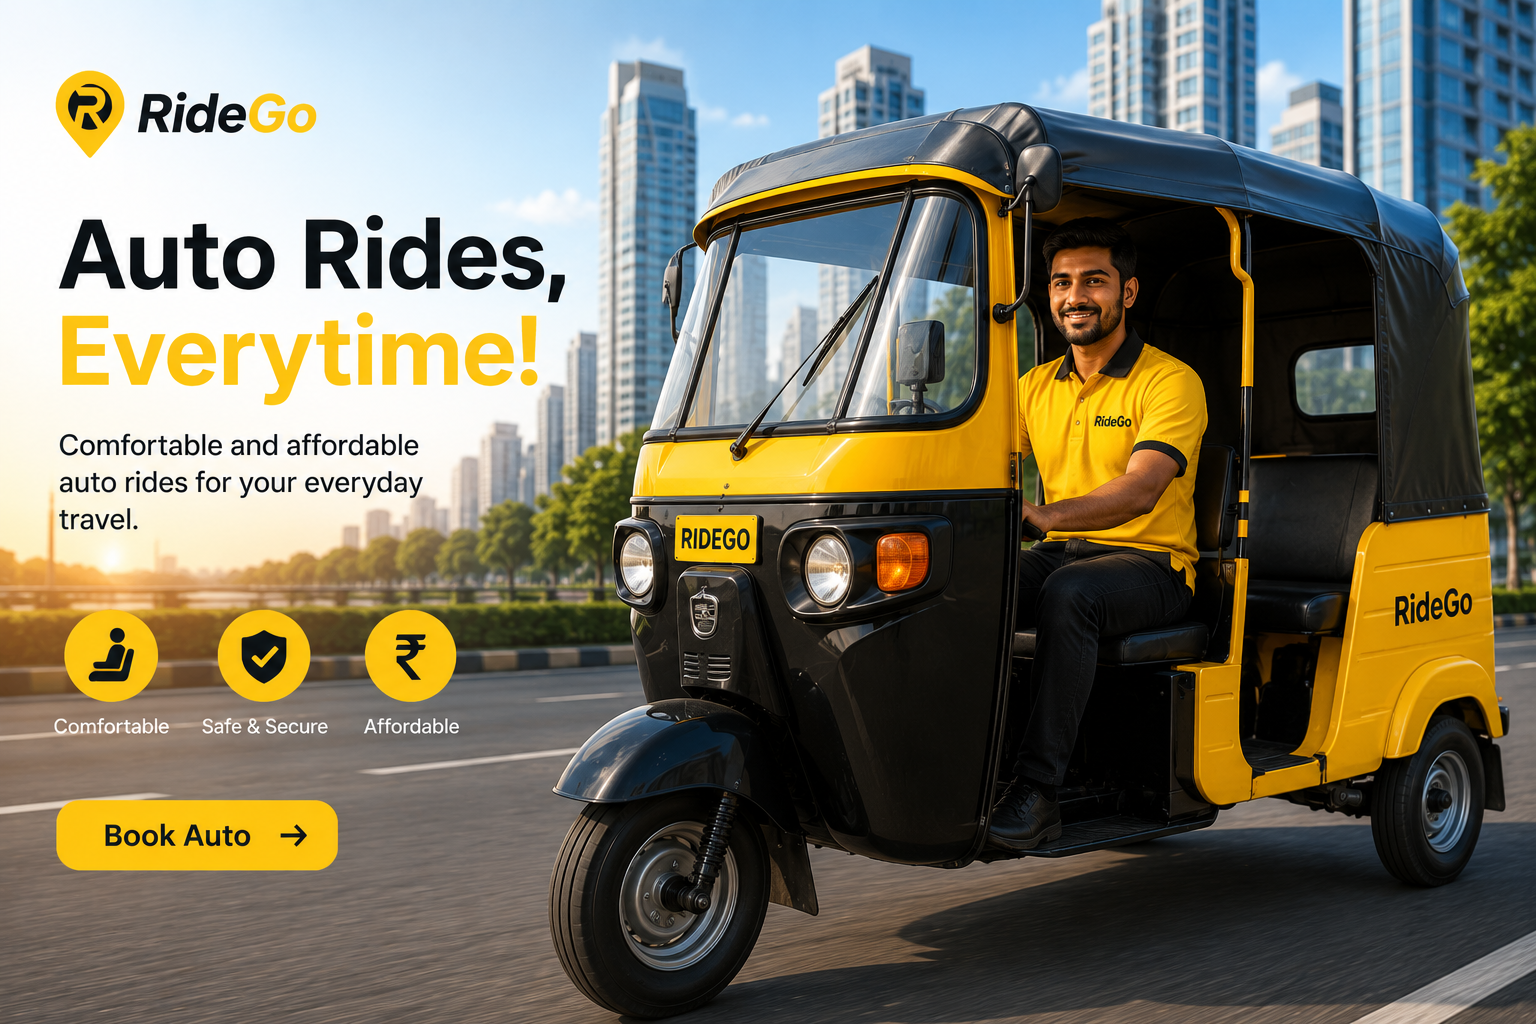 RideGo
Auto Rides,
Everytime!
Comfortable and affordable
auto rides for your everyday
travel.
₹
Comfortable
Safe & Secure
Affordable
Book Auto →
RIDEGO
RideGo
RideGo